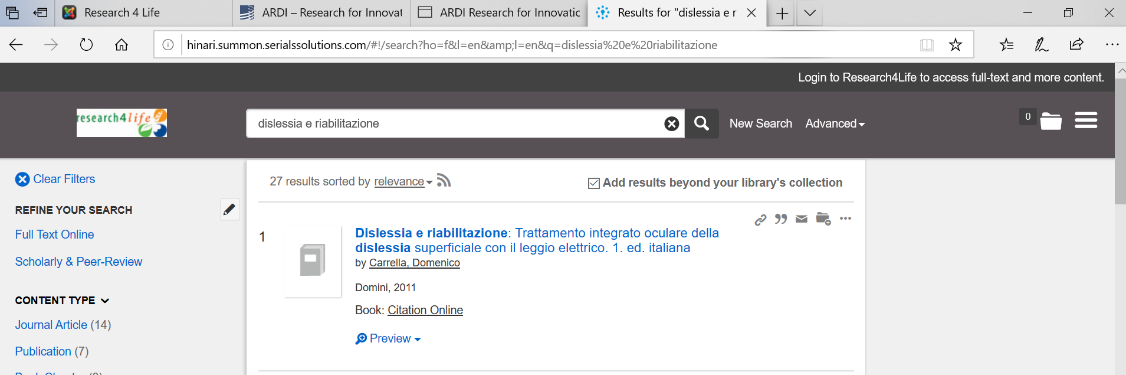 Research 4 Life
ARDI – Research for Innovat
ARDI Research for Innovatic
Results for "dislessia e r
hinari.summon.serialssolutions.com/#!/search?ho=f&l=en&amp;l=en&q=dislessia%20e%20riabilitazione
Login to Research4Life to access full-text and more content.
research4life
dislessia e riabilitazione
New Search
Advanced
0
Clear Filters
27 results sorted by relevance
Add results beyond your library's collection
REFINE YOUR SEARCH
Full Text Online
Scholarly & Peer-Review
CONTENT TYPE
Journal Article (14)
Publication (7)
1
Dislessia e riabilitazione: Trattamento integrato oculare della
dislessia superficiale con il leggio elettrico. 1. ed. italiana
by Carrella, Domenico
Domini, 2011
Book: Citation Online
Preview